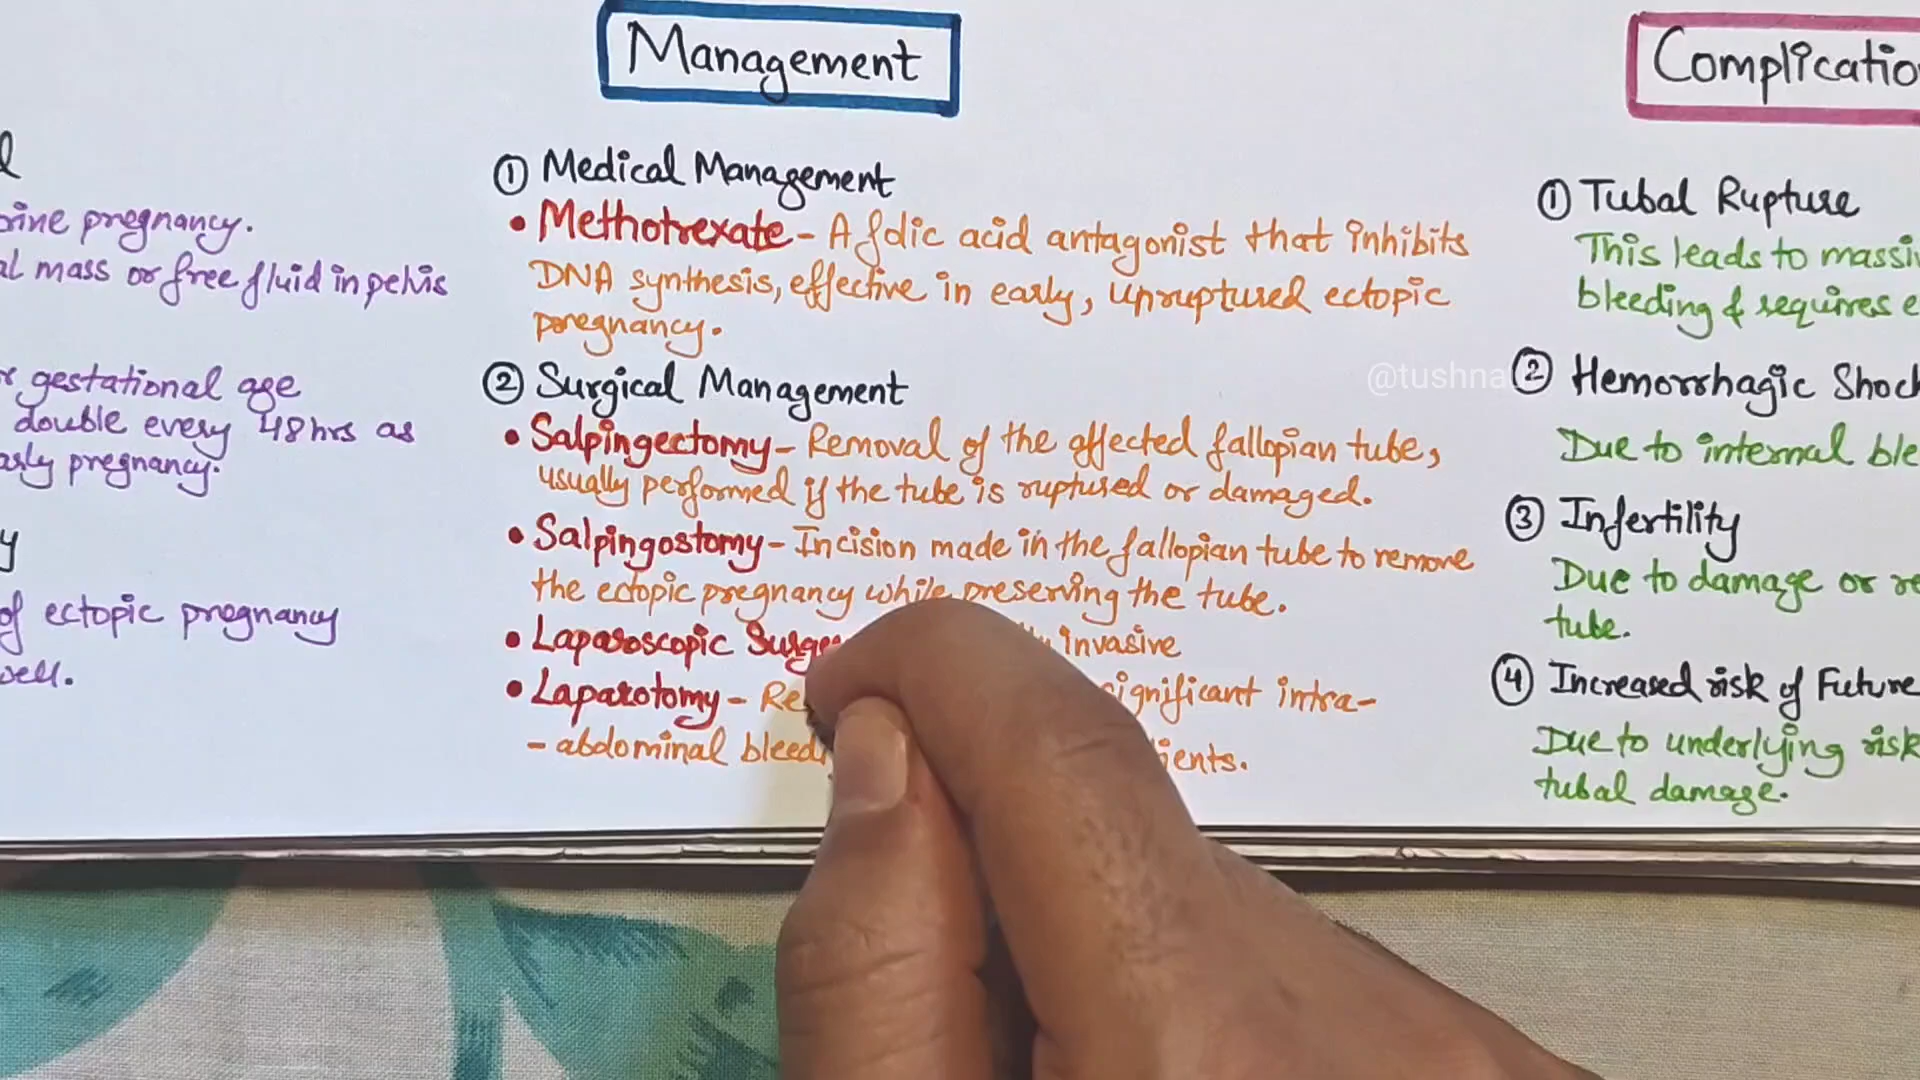 Management
① Medical Management
• Methotrexate - A folic acid antagonist that inhibits
DNA synthesis, effective in early, unruptured ectopic
pregnancy.
② Surgical Management
• Salpingectomy - Removal of the affected fallopian tube,
usually performed if the tube is ruptured or damaged.
• Salpingostomy - Incision made in the fallopian tube to remove
the ectopic pregnancy while preserving the tube.
• Laparoscopic invasive
• Laparotomy - significant intra-
- abdominal
pregnancy.
mass or free fluid in pelvis
gestational age
double every 48hrs as
pregnancy.
of ectopic pregnancy
Complicatio
① Tubal Rupture
This leads to massi
bleeding & requires e
② Hemorrhagic Shoc
Due to internal ble
③ Infertility
Due to damage or re
tube.
④ Increased risk of Future
Due to underlying risk
tubal damage.
@tushna